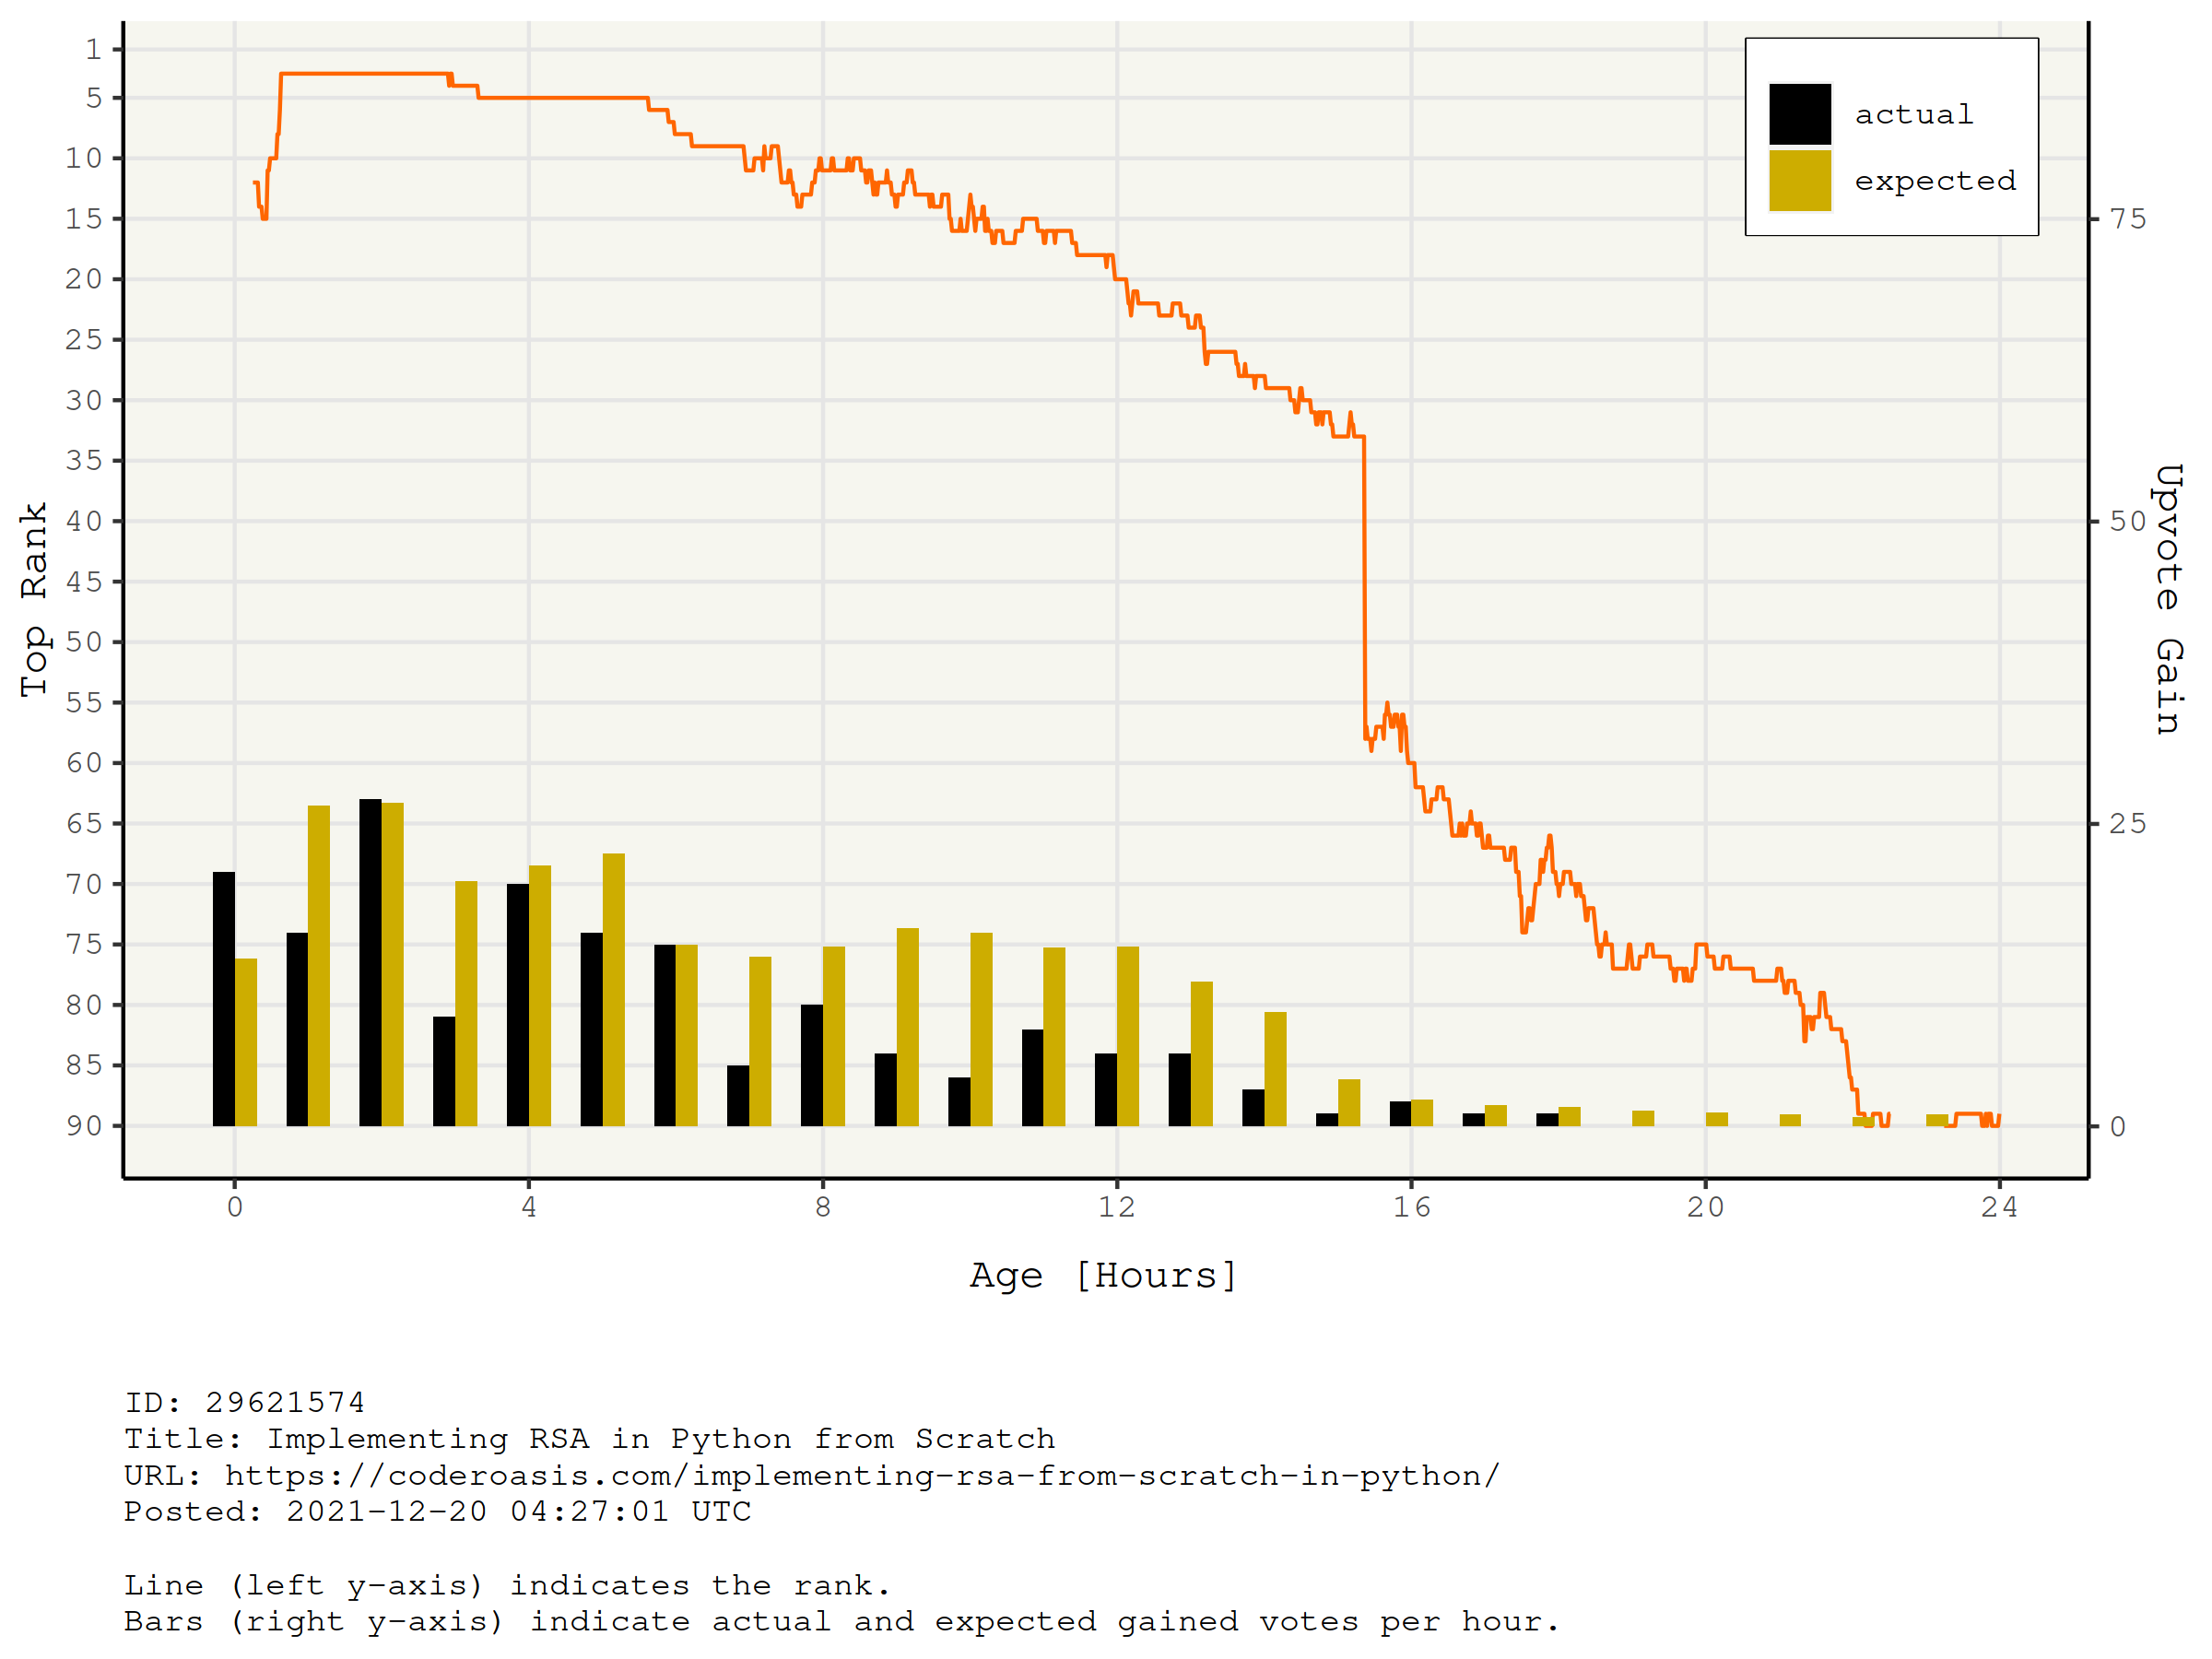 1
5
10
15
20
25
30
35
40
45
50
55
60
65
70
75
80
85
90
Top Rank
actual
expected
75
50
25
0
Upvote Gain
0 4 8 12 16 20 24
Age [Hours]
ID: 29621574
Title: Implementing RSA in Python from Scratch
URL: https://coderoasis.com/implementing-rsa-from-scratch-in-python/
Posted: 2021-12-20 04:27:01 UTC
Line (left y-axis) indicates the rank.
Bars (right y-axis) indicate actual and expected gained votes per hour.